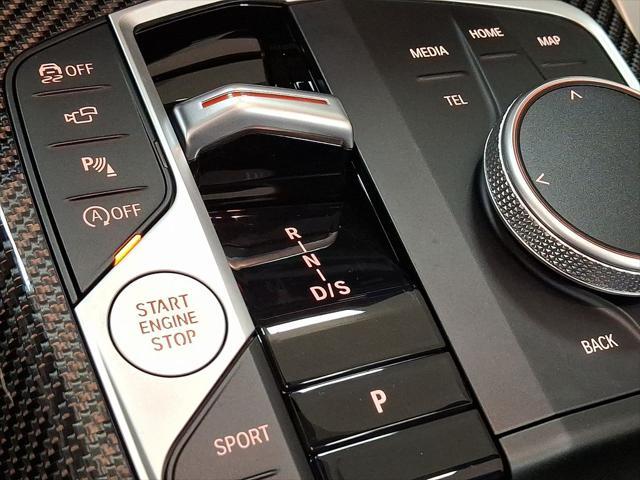 OFF
P
A OFF
START
ENGINE
STOP
SPORT
R
N
D/S
P
MEDIA
HOME
MAP
TEL
BACK